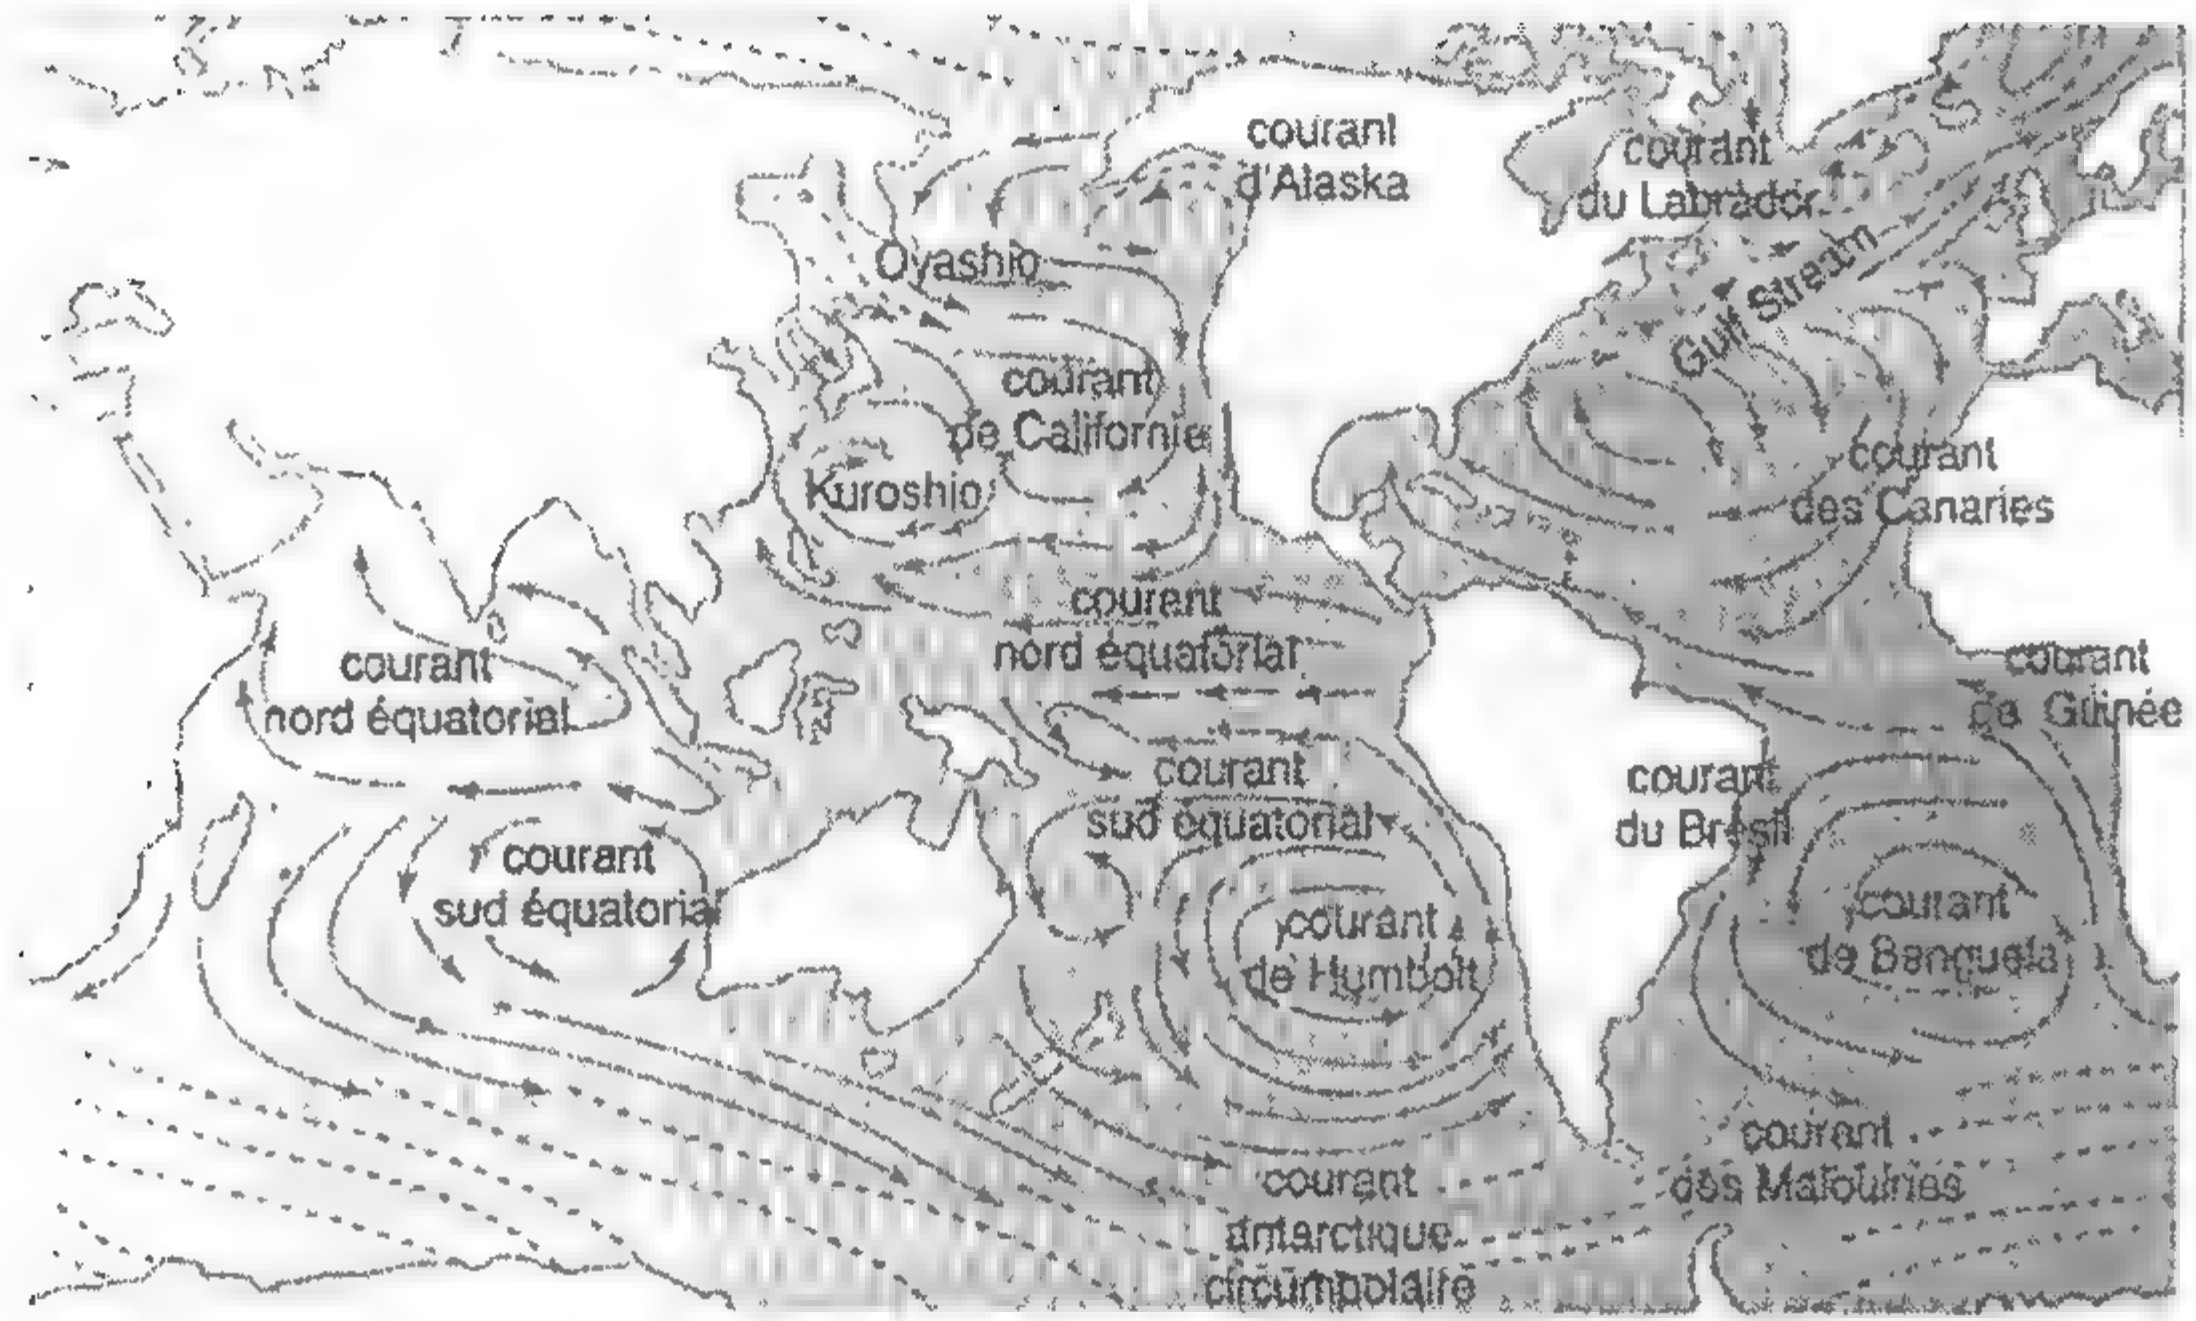 courant
d'Alaska
courant
du Labrador
Oyashio
Gulf Stream
courant
de Californie
Kuroshio
courant
des Canaries
courant
nord équatorial
courant
nord équatorial
courant
de Guinée
courant
sud équatorial
courant
du Brésil
courant
sud équatorial
courant
de Humbolt
courant
de Benguela
courant
des Malouines
courant
antarctique
circumpolaire